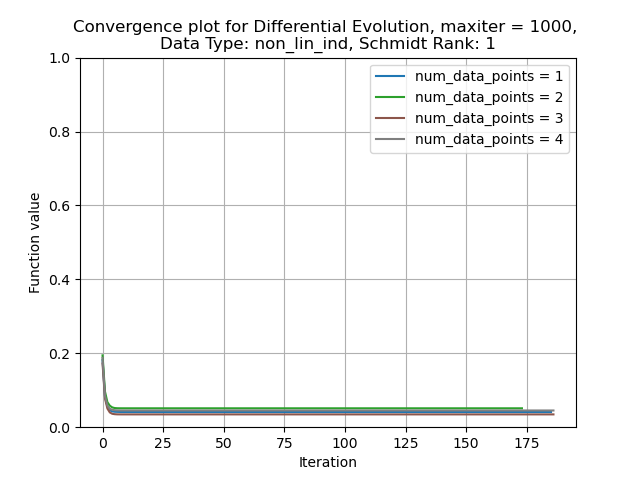 Convergence plot for Differential Evolution, maxiter = 1000,
Data Type: non_lin_ind, Schmidt Rank: 1
num_data_points = 1
num_data_points = 2
num_data_points = 3
num_data_points = 4
Function value
1.0
0.8
0.6
0.4
0.2
0.0
0
25
50
75
100
125
150
175
Iteration